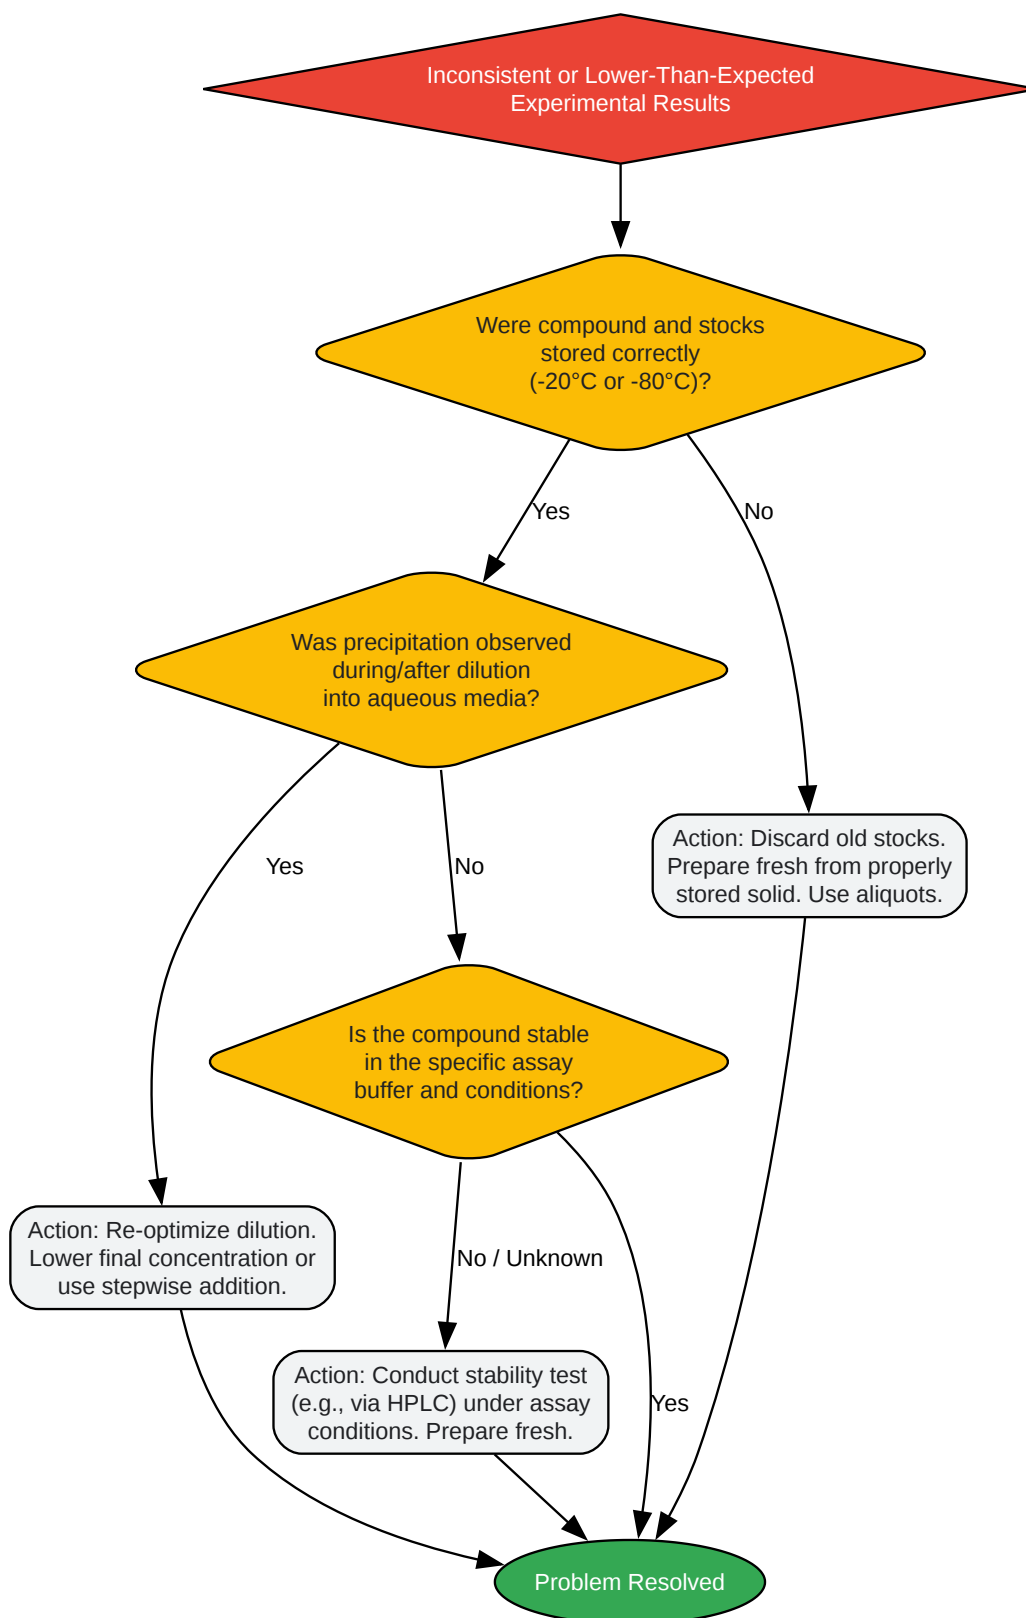 Inconsistent or Lower-Than-Expected
Experimental Results
Were compound and stocks
stored correctly
(-20°C or -80°C)?
Yes
No
Was precipitation observed
during/after dilution
into aqueous media?
Action: Discard old stocks.
Prepare fresh from properly
stored solid. Use aliquots.
Yes
No
Is the compound stable
in the specific assay
buffer and conditions?
Action: Re-optimize dilution.
Lower final concentration or
use stepwise addition.
No / Unknown
Action: Conduct stability test
(e.g., via HPLC) under assay
conditions. Prepare fresh.
Yes
Problem Resolved